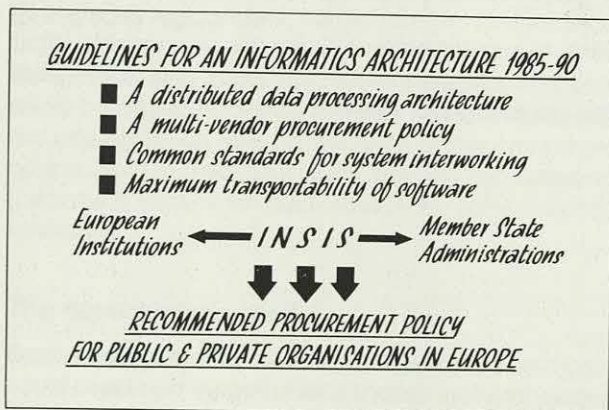 GUIDELINES FOR AN INFORMATICS ARCHITECTURE 1985-90
■ A distributed data processing architecture
■ A multi-vendor procurement policy
■ Common standards for system interworking
■ Maximum transportability of software
European Institutions
INSIS
Member State Administrations
RECOMMENDED PROCUREMENT POLICY
FOR PUBLIC & PRIVATE ORGANISATIONS IN EUROPE